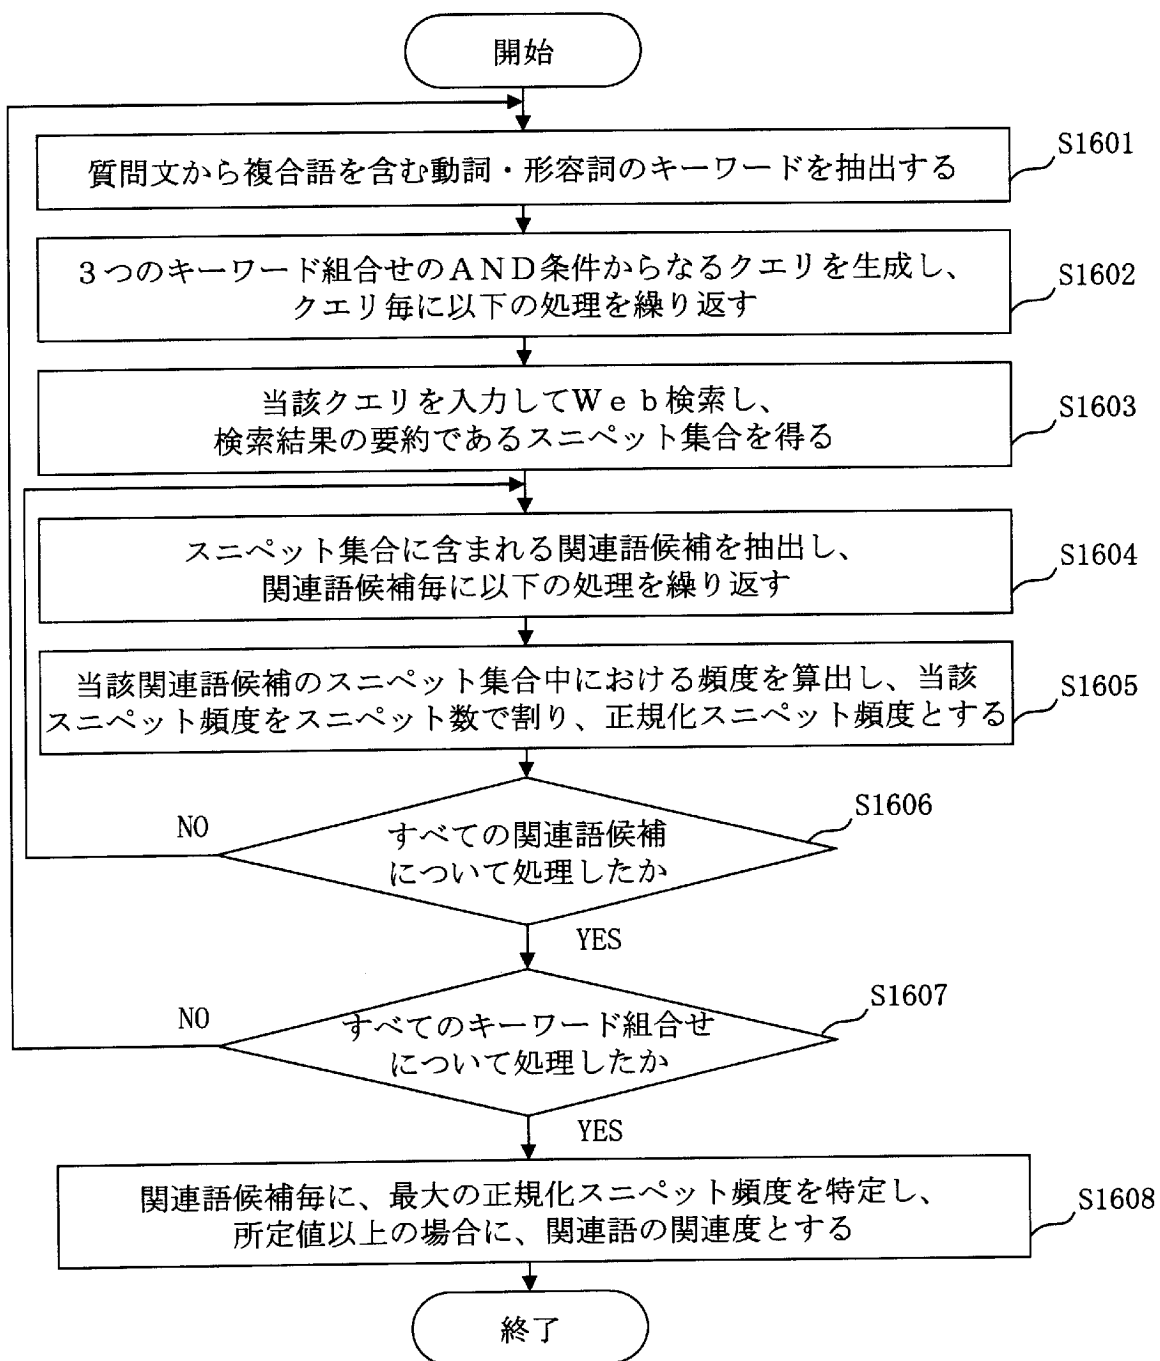 開始
質問文から複合語を含む動詞・形容詞のキーワードを抽出する
S1601
3つのキーワード組合せのAND条件からなるクエリを生成し、
クエリ毎に以下の処理を繰り返す
S1602
当該クエリを入力してWeb検索し、
検索結果の要約であるスニペット集合を得る
S1603
スニペット集合に含まれる関連語候補を抽出し、
関連語候補毎に以下の処理を繰り返す
S1604
当該関連語候補のスニペット集合中における頻度を算出し、当該
スニペット頻度をスニペット数で割り、正規化スニペット頻度とする
S1605
すべての関連語候補
について処理したか
S1606
NO
YES
すべてのキーワード組合せ
について処理したか
S1607
NO
YES
関連語候補毎に、最大の正規化スニペット頻度を特定し、
所定値以上の場合に、関連語の関連度とする
S1608
終了